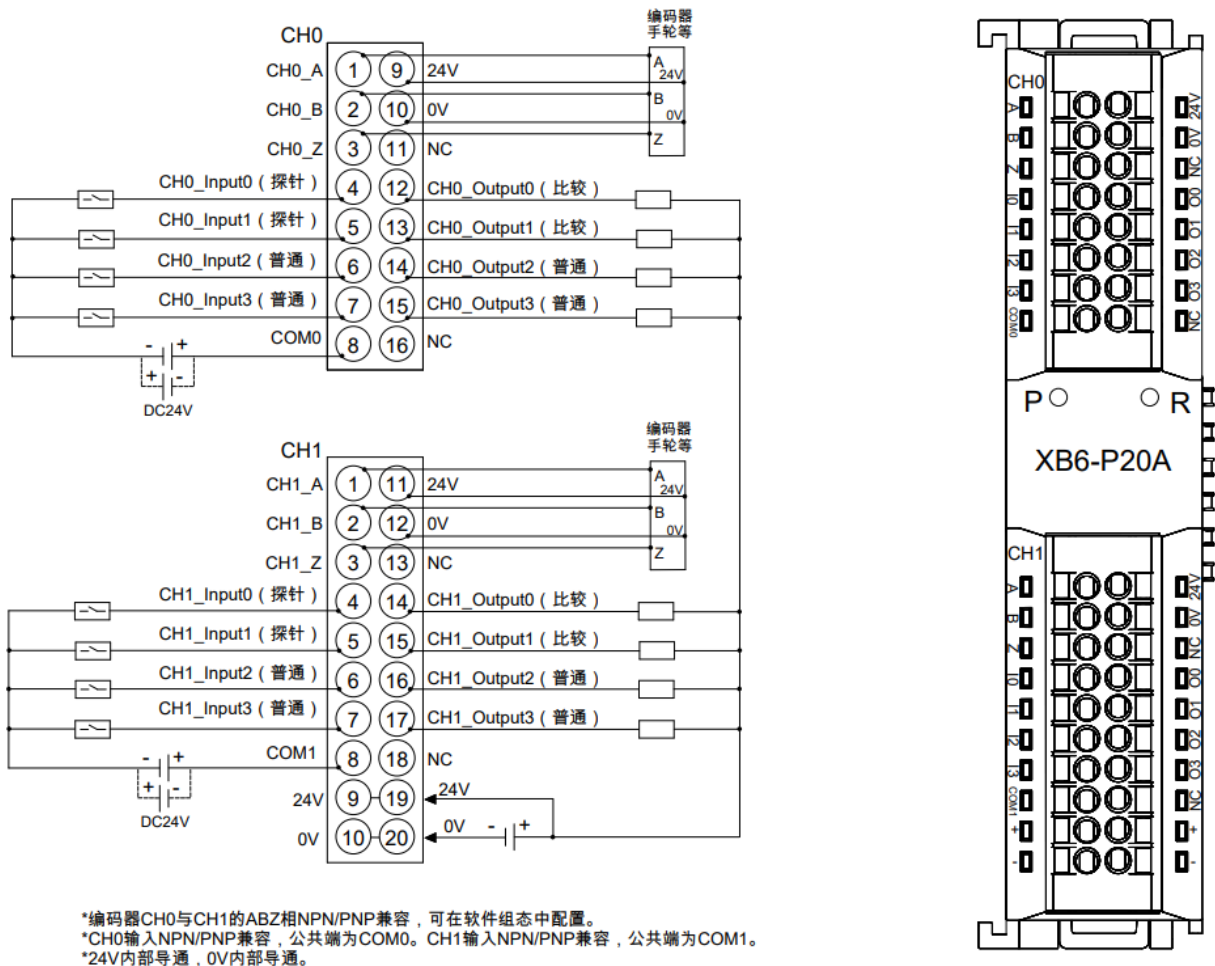 编码器
手轮等
CH0
CH0_A 1 9 24V
A
24V
CH0_B 2 10 0V
B
0V
CH0_Z 3 11 NC
Z
CH0_Input0（探针） 4 12 CH0_Output0（比较）
CH0_Input1（探针） 5 13 CH0_Output1（比较）
CH0_Input2（普通） 6 14 CH0_Output2（普通）
CH0_Input3（普通） 7 15 CH0_Output3（普通）
COM0 8 16 NC
- +
+ -
DC24V
编码器
手轮等
CH1
CH1_A 1 11 24V
A
24V
CH1_B 2 12 0V
B
0V
CH1_Z 3 13 NC
Z
CH1_Input0（探针） 4 14 CH1_Output0（比较）
CH1_Input1（探针） 5 15 CH1_Output1（比较）
CH1_Input2（普通） 6 16 CH1_Output2（普通）
CH1_Input3（普通） 7 17 CH1_Output3（普通）
COM1 8 18 NC
- +
+ -
DC24V
24V 9 19 24V
0V 10 20 0V - +
*编码器CH0与CH1的ABZ相NPN/PNP兼容，可在软件组态中配置。
*CH0输入NPN/PNP兼容，公共端为COM0。CH1输入NPN/PNP兼容，公共端为COM1。
*24V内部导通，0V内部导通。
CH0
A 24V
B 0V
Z NC
I0 O0
I1 O1
I2 O2
I3 O3
COM0 NC
P R
XB6-P20A
CH1
A 24V
B 0V
Z NC
I0 O0
I1 O1
I2 O2
I3 O3
COM1 NC
+ +
- -